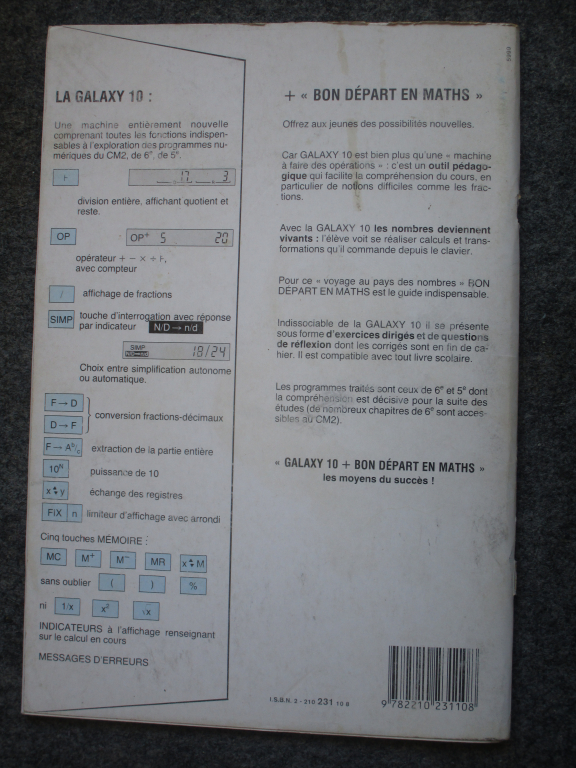 LA GALAXY 10 :
Une machine entièrement nouvelle
comprenant toutes les fonctions indispen-
sables à l'exploration des programmes nu-
mériques du CM2, de 6e, de 5e.
÷ 17 3
division entière, affichant quotient et
reste.
OP OP+ 5 20
opérateur + − × ÷ ⊦,
avec compteur
/ affichage de fractions
SIMP touche d'interrogation avec réponse
par indicateur N/D → n/d
SIMP N/D→n/d 18/24
Choix entre simplification autonome
ou automatique.
F → D
D → F conversion fractions-décimaux
F → A b/c extraction de la partie entière
10N puissance de 10
x ↕ y échange des registres
FIX n limiteur d'affichage avec arrondi
Cinq touches MÉMOIRE :
MC M+ M− MR x ↕ M
sans oublier ( ) %
ni 1/x x2 √x
INDICATEURS à l'affichage renseignant
sur le calcul en cours
MESSAGES D'ERREURS
+ « BON DÉPART EN MATHS »
Offrez aux jeunes des possibilités nouvelles.
Car GALAXY 10 est bien plus qu'une « machine
à faire des opérations » : c'est un outil pédago-
gique qui facilite la compréhension du cours, en
particulier de notions difficiles comme les frac-
tions.
Avec la GALAXY 10 les nombres deviennent
vivants : l'élève voit se réaliser calculs et trans-
formations qu'il commande depuis le clavier.
Pour ce « voyage au pays des nombres » BON
DÉPART EN MATHS est le guide indispensable.
Indissociable de la GALAXY 10 il se présente
sous forme d'exercices dirigés et de questions
de réflexion dont les corrigés sont en fin de ca-
hier. Il est compatible avec tout livre scolaire.
Les programmes traités sont ceux de 6e et 5e dont
la compréhension est décisive pour la suite des
études (de nombreux chapitres de 6e sont acces-
sibles au CM2).
« GALAXY 10 + BON DÉPART EN MATHS »
les moyens du succès !
I.S.B.N. 2 - 210 231 10 8
9 782210 231108